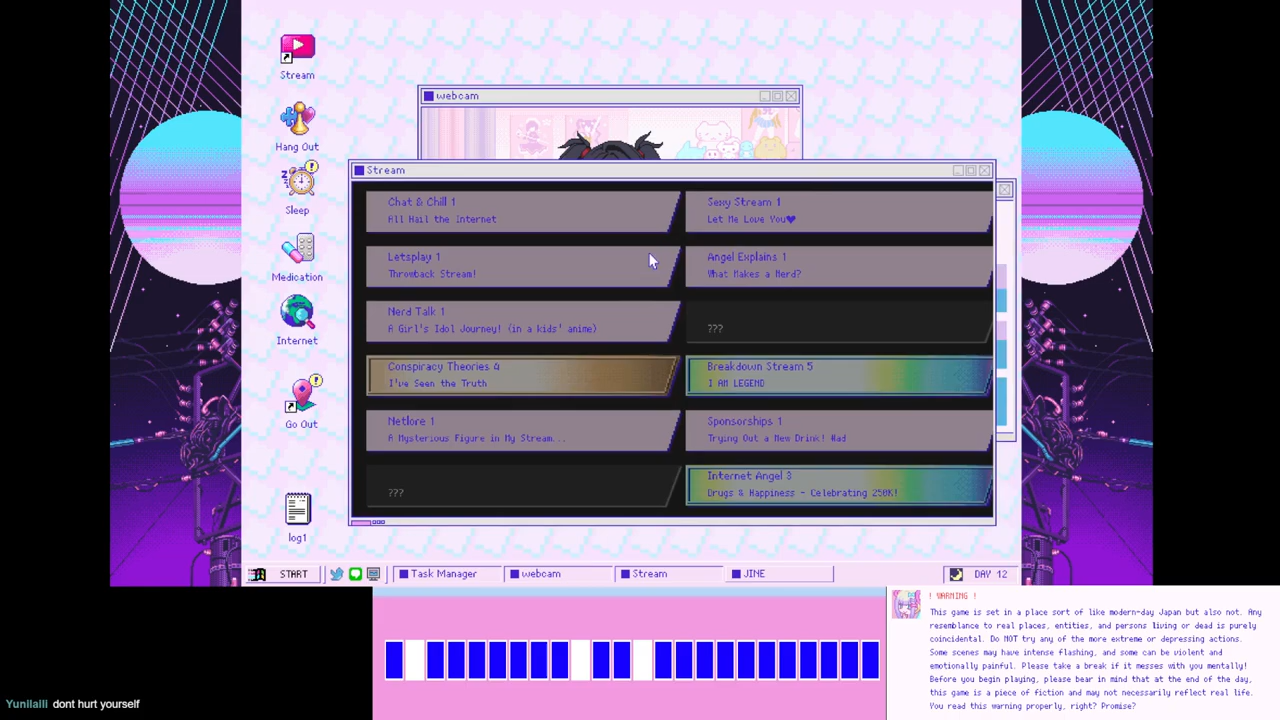 Stream
Hang Out
Sleep
Medication
Internet
Go Out
log1
webcam
Stream
Chat & Chill 1
All Hail the Internet
Sexy Stream 1
Let Me Love You♥
Letsplay 1
Throwback Stream!
Angel Explains 1
What Makes a Nerd?
Nerd Talk 1
A Girl's Idol Journey! (in a kids' anime)
???
Conspiracy Theories 4
I've Seen the Truth
Breakdown Stream 5
I AM LEGEND
Netlore 1
A Mysterious Figure in My Stream...
Sponsorships 1
Trying Out a New Drink! #ad
???
Internet Angel 3
Drugs & Happiness - Celebrating 250K!
START
Task Manager
webcam
Stream
JINE
DAY 12
! WARNING !
This game is set in a place sort of like modern-day Japan but also not. Any
resemblance to real places, entities, and persons living or dead is purely
coincidental. Do NOT try any of the more extreme or depressing actions.
Some scenes may have intense flashing, and some can be violent and
emotionally painful. Please take a break if it messes with you mentally!
Before you begin playing, please bear in mind that at the end of the day,
this game is a piece of fiction and may not necessarily reflect real life.
You read this warning properly, right? Promise?
dont hurt yourself